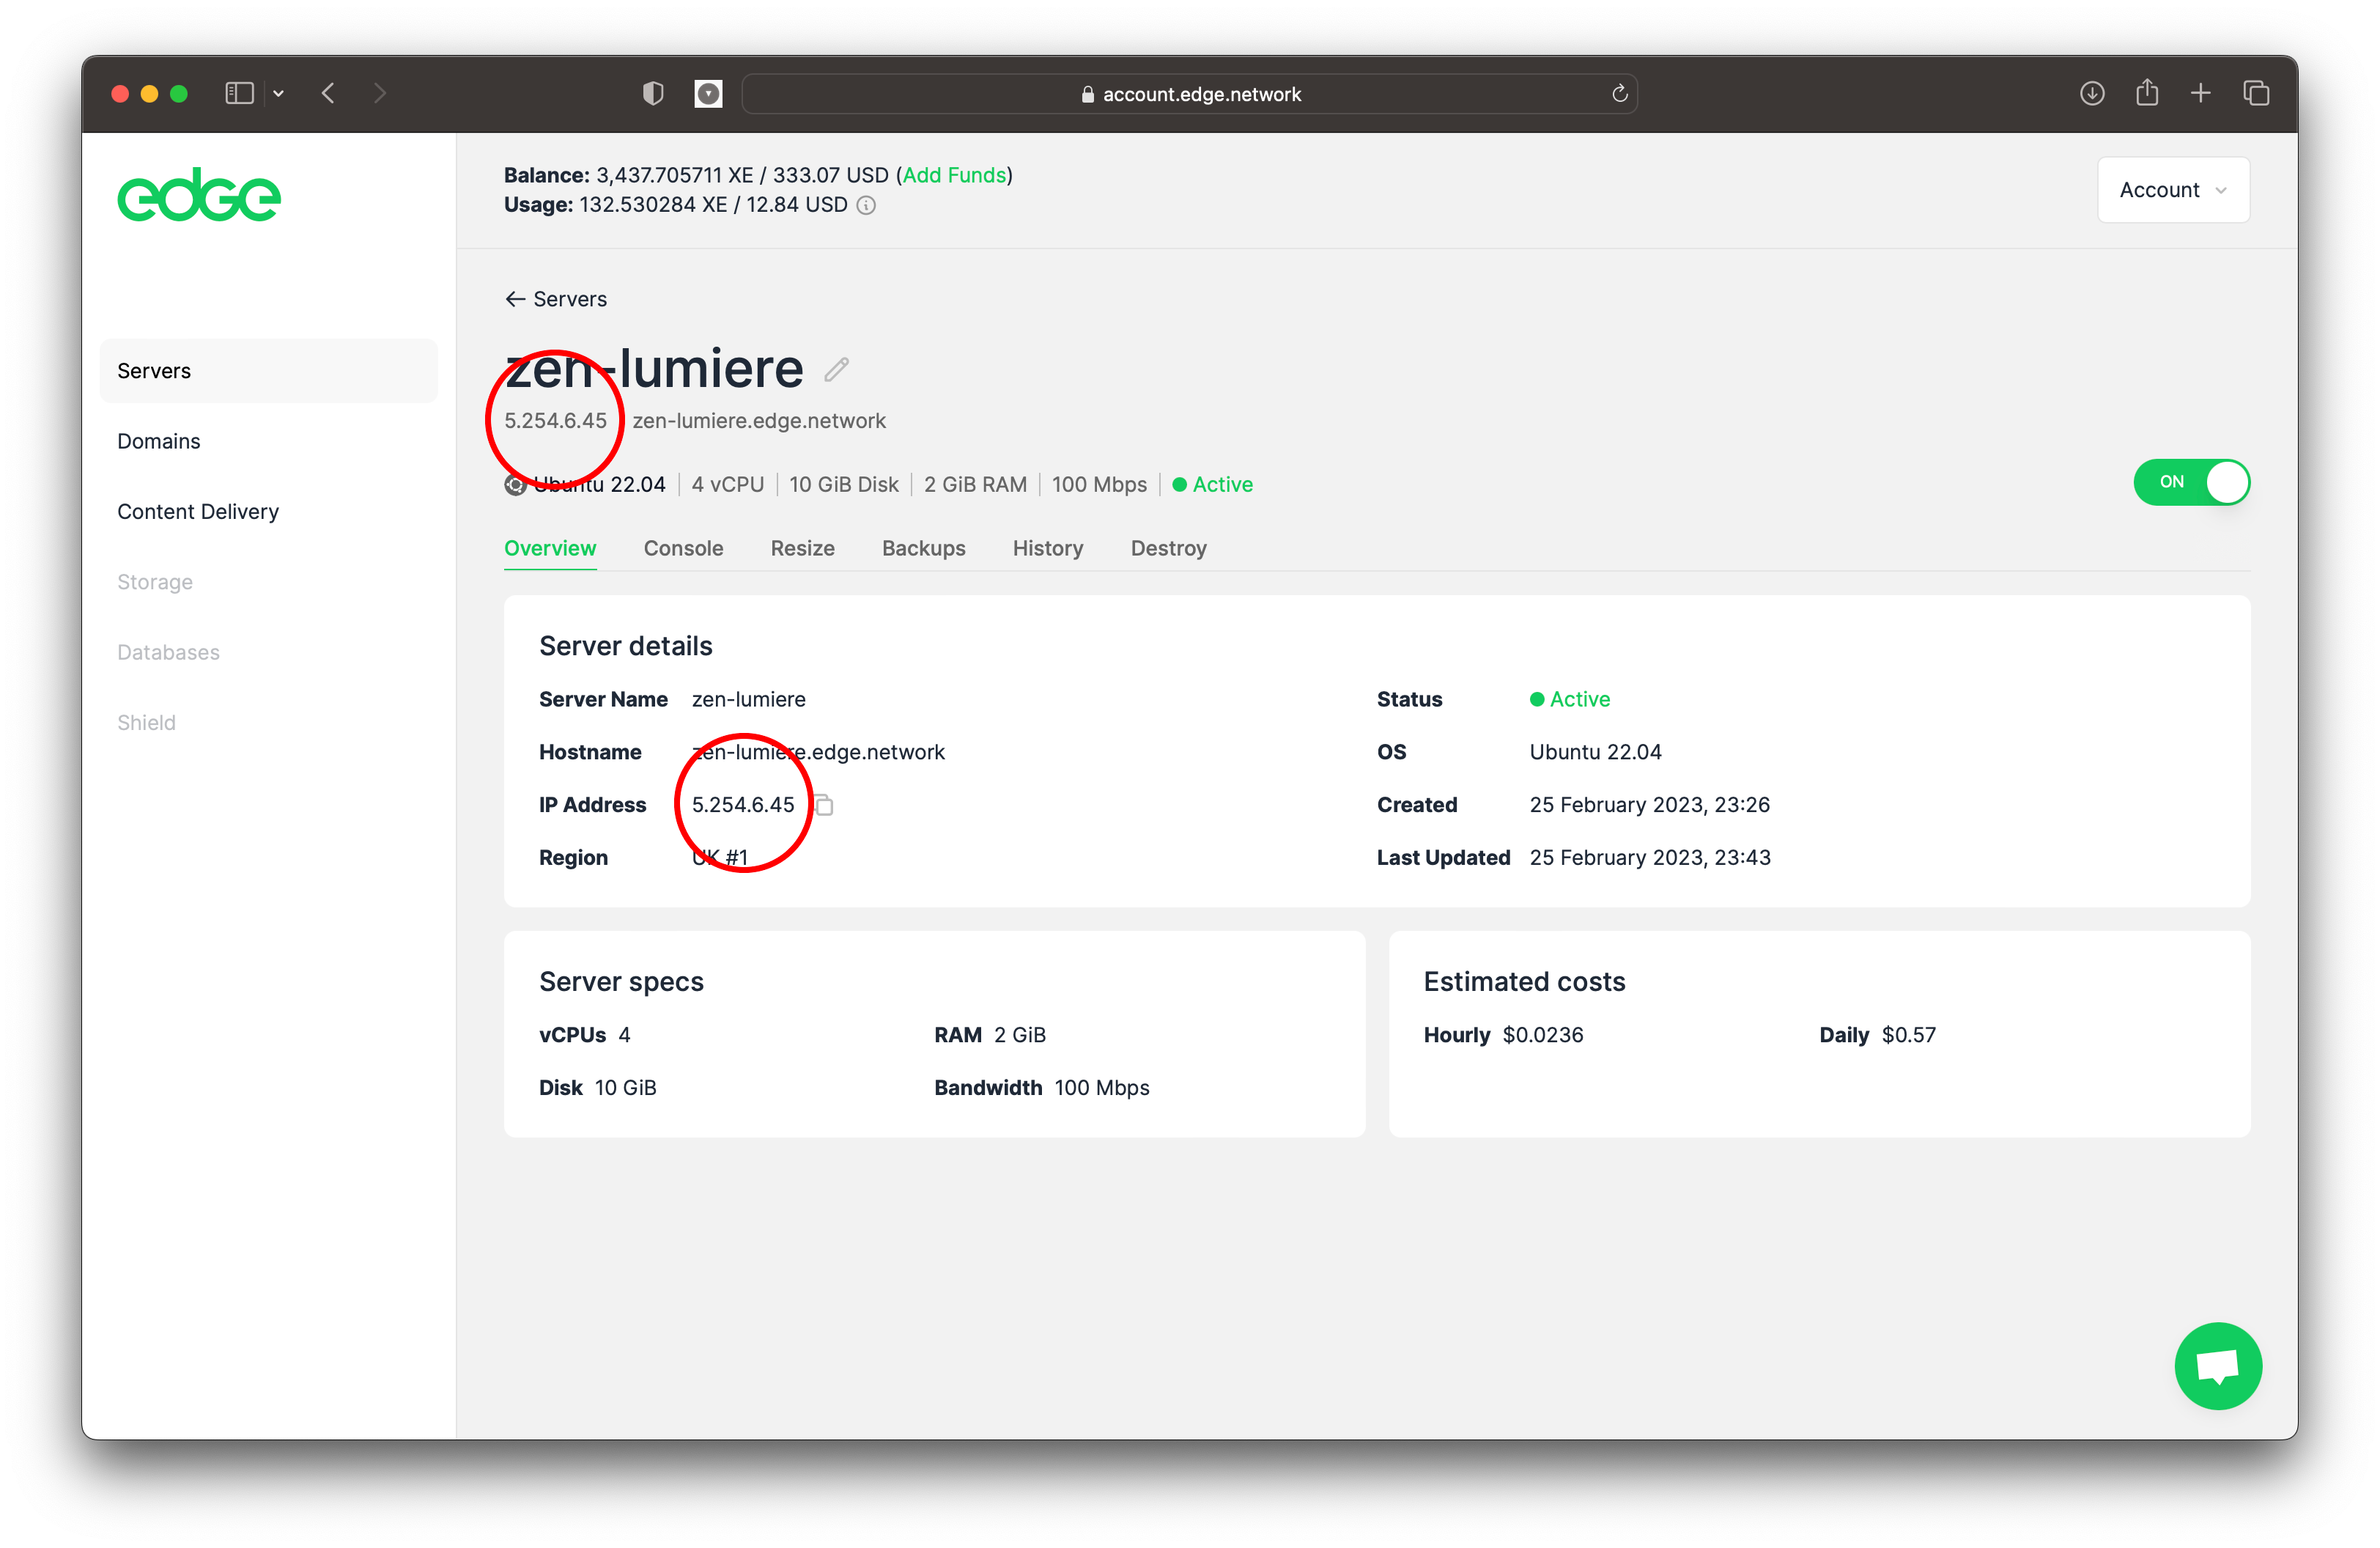 account.edge.network
edge
Balance: 3,437.705711 XE / 333.07 USD (Add Funds)
Usage: 132.530284 XE / 12.84 USD
Account
Servers
Domains
Content Delivery
Storage
Databases
Shield
← Servers
zen-lumiere
5.254.6.45 zen-lumiere.edge.network
Ubuntu 22.04 | 4 vCPU | 10 GiB Disk | 2 GiB RAM | 100 Mbps | Active
ON
Overview Console Resize Backups History Destroy
Server details
Server Name zen-lumiere
Status Active
Hostname zen-lumiere.edge.network
OS Ubuntu 22.04
IP Address 5.254.6.45
Created 25 February 2023, 23:26
Region UK #1
Last Updated 25 February 2023, 23:43
Server specs
vCPUs 4 RAM 2 GiB
Disk 10 GiB Bandwidth 100 Mbps
Estimated costs
Hourly $0.0236 Daily $0.57